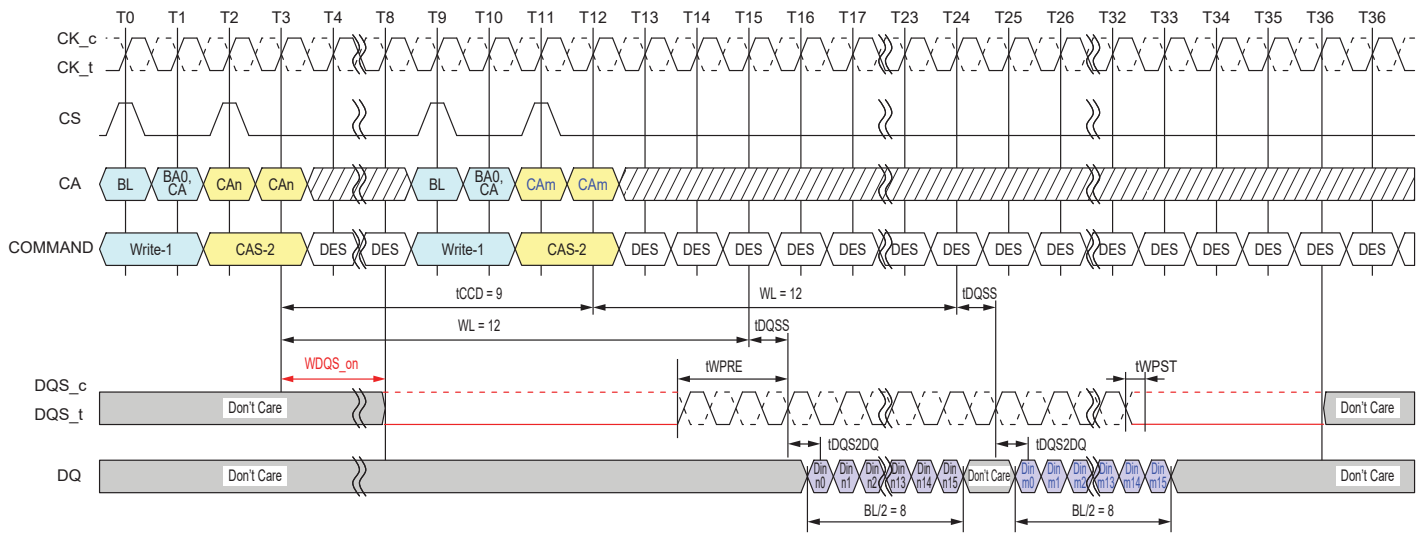 T0 T1 T2 T3 T4 T8 T9 T10 T11 T12 T13 T14 T15 T16 T17 T23 T24 T25 T26 T32 T33 T34 T35 T36 T36
CK_c
CK_t
CS
CA BL BA0, CA CAn CAn BL BA0, CA CAm CAm
COMMAND Write-1 CAS-2 DES DES Write-1 CAS-2 DES DES DES DES DES DES DES DES DES DES DES DES DES DES DES
tCCD = 9 WL = 12 tDQSS
WL = 12 tDQSS
WDQS_on tWPRE tWPST
DQS_c
DQS_t Don't Care Don't Care
tDQS2DQ tDQS2DQ
DQ Don't Care Din n0 Din n1 Din n2 Din n13 Din n14 Din n15 Don't Care Din m0 Din m1 Din m2 Din m13 Din m14 Din m15 Don't Care
BL/2 = 8 BL/2 = 8